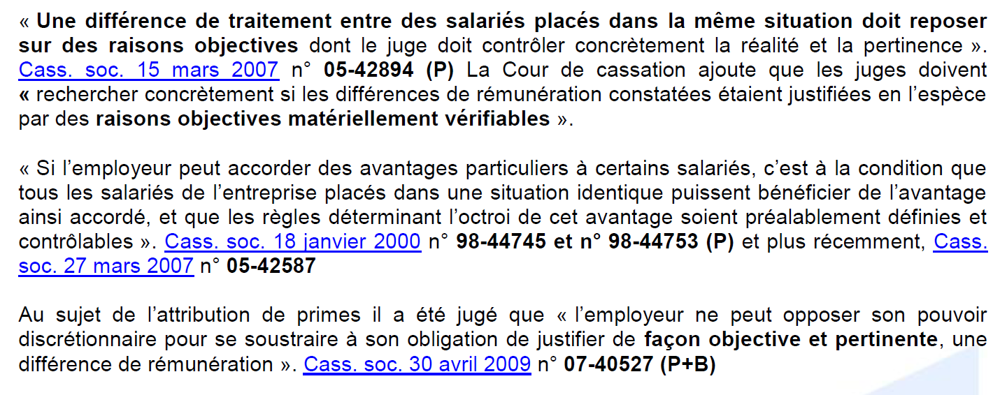 « Une différence de traitement entre des salariés placés dans la même situation doit reposer
sur des raisons objectives dont le juge doit contrôler concrètement la réalité et la pertinence ».
Cass. soc. 15 mars 2007 n° 05-42894 (P) La Cour de cassation ajoute que les juges doivent
« rechercher concrètement si les différences de rémunération constatées étaient justifiées en l’espèce
par des raisons objectives matériellement vérifiables ».
« Si l’employeur peut accorder des avantages particuliers à certains salariés, c’est à la condition que
tous les salariés de l’entreprise placés dans une situation identique puissent bénéficier de l’avantage
ainsi accordé, et que les règles déterminant l’octroi de cet avantage soient préalablement définies et
contrôlables ». Cass. soc. 18 janvier 2000 n° 98-44745 et n° 98-44753 (P) et plus récemment, Cass.
soc. 27 mars 2007 n° 05-42587
Au sujet de l’attribution de primes il a été jugé que « l’employeur ne peut opposer son pouvoir
discrétionnaire pour se soustraire à son obligation de justifier de façon objective et pertinente, une
différence de rémunération ». Cass. soc. 30 avril 2009 n° 07-40527 (P+B)